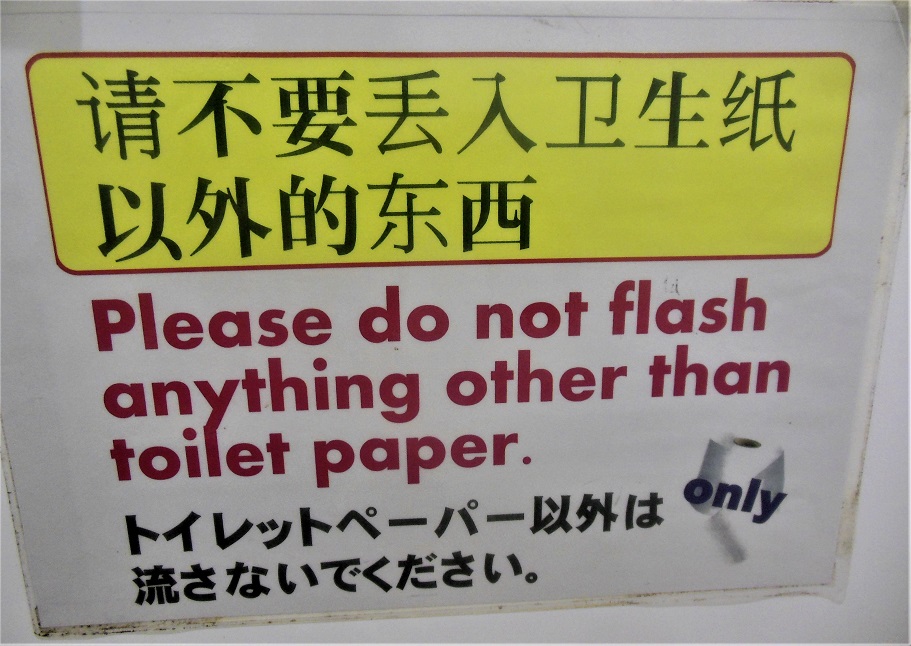 请不要丢入卫生纸
以外的东西
Please do not flash
anything other than
toilet paper.
only
トイレットペーパー以外は
流さないでください。